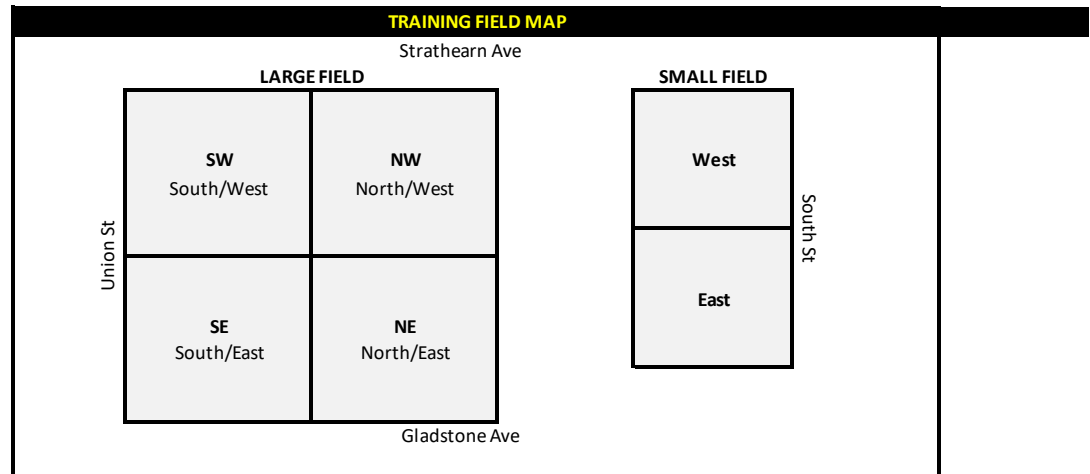 TRAINING FIELD MAP
Strathearn Ave
LARGE FIELD
SMALL FIELD
SW
South/West
NW
North/West
West
Union St
South St
SE
South/East
NE
North/East
East
Gladstone Ave